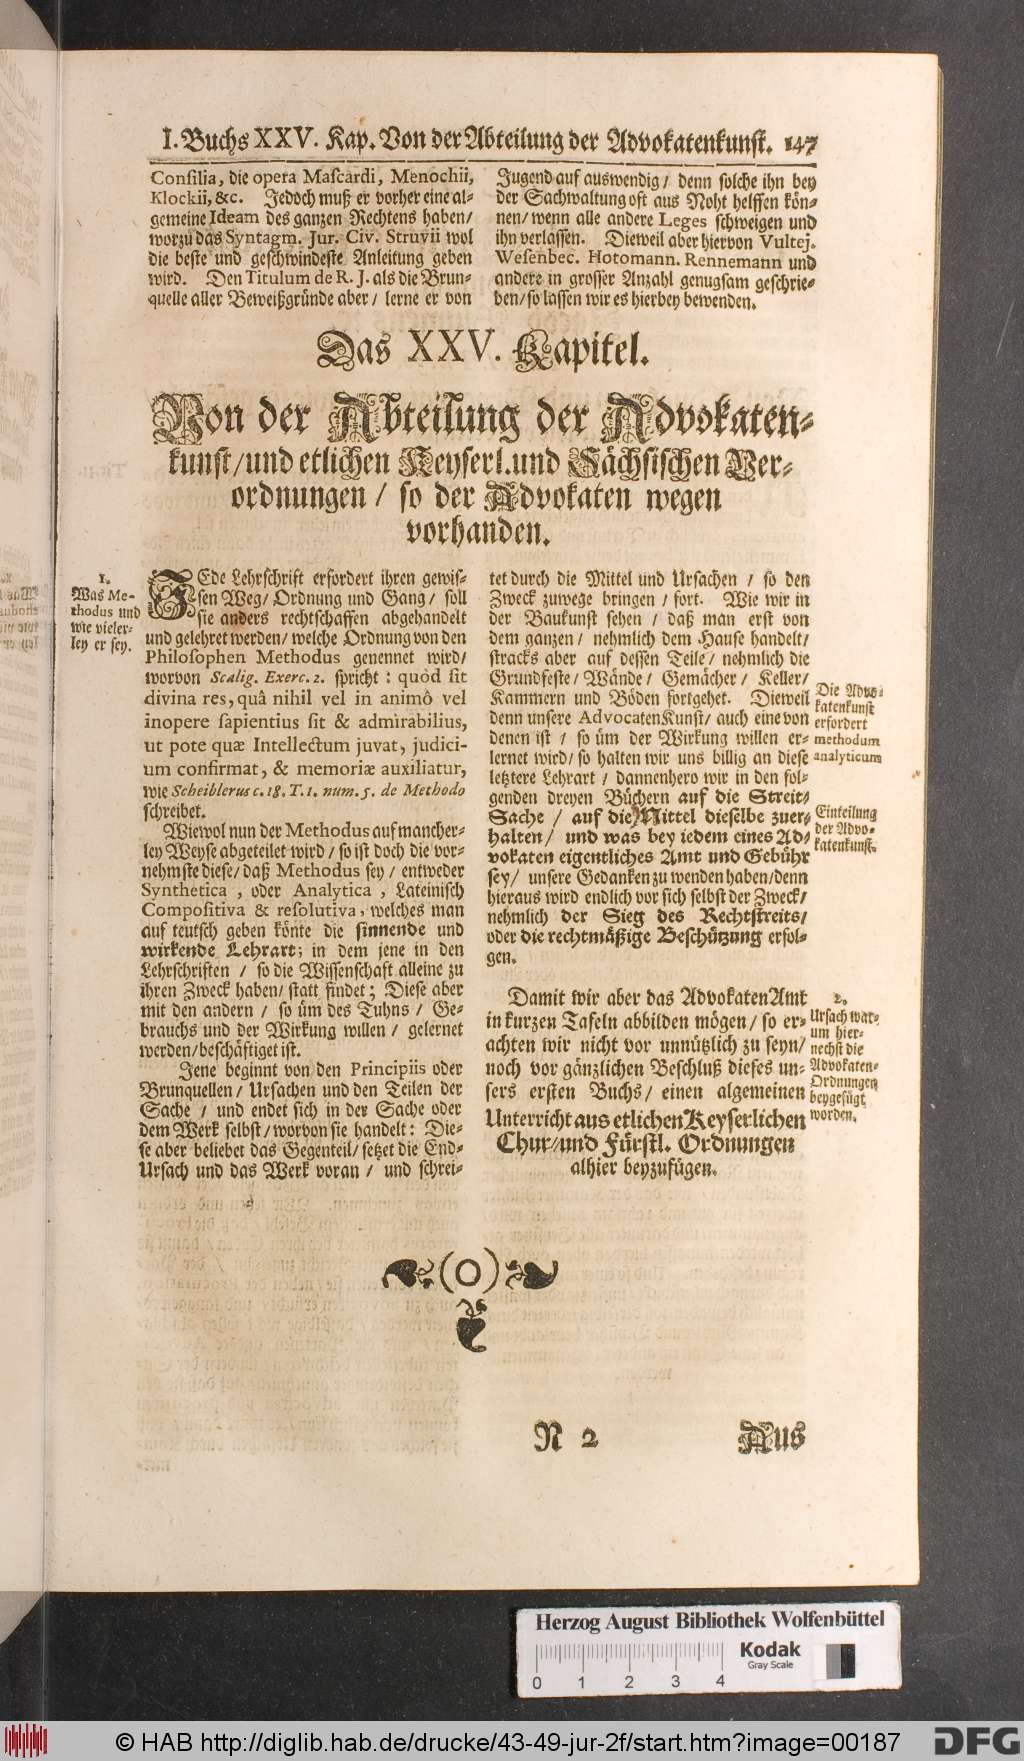 I. Buchs XXV. Kap. Von der Abteilung der Advokatenkunst. 147
Consilia, die opera Mascardi, Menochii,
Klockii, &c. Jedoch muß er vorher eine al-
gemeine Ideam des ganzen Rechtens haben/
worzu das Syntagm. Jur. Civ. Struvii wol
die beste und geschwindeste Anleitung geben
wird. Den Titulum de R. J. als die Brun-
quelle aller Beweißgründe aber / lerne er von
Jugend auf auswendig / denn solche ihn bey
der Sachwaltung oft aus Noht helffen kön-
nen/ wenn alle andere Leges schweigen und
ihn verlassen. Dieweil aber hiervon Vultej.
Wesenbec. Hotomann. Rennemann und
andere in grosser Anzahl genugsam geschrie-
ben/ so lassen wir es hierbey bewenden.
Das XXV. Kapitel.
Von der Abteilung der Advokaten-
kunst/ und etlichen Keyserl. und Sächsischen Ver-
ordnungen / so der Advokaten wegen
vorhanden.
1.
Was Me-
thodus und
wie vieler-
ley er sey.
JEde Lehrschrift erfordert ihren gewis-
sen Weg/ Ordnung und Gang/ soll
sie anders rechtschaffen abgehandelt
und gelehret werden/ welche Ordnung von den
Philosophen Methodus genennet wird/
worvon Scalig. Exerc. 2. spricht: quòd sit
divina res, quâ nihil vel in animô vel
inopere sapientius sit & admirabilius,
ut pote quæ Intellectum juvat, judici-
um confirmat, & memoriæ auxiliatur,
wie Scheiblerus c. 18. T. 1. num. 5. de Methodo
schreibet.
Wiewol nun der Methodus auf mancher-
ley Weyse abgeteilet wird/ so ist doch die vor-
nehmste diese/ daß Methodus sey / entweder
Synthetica, oder Analytica, Lateinisch
Compositiva & resolutiva, welches man
auf teutsch geben könte die sinnende und
wirkende Lehrart; in dem jene in den
Lehrschriften / so die Wissenschaft alleine zu
ihren Zweck haben/ statt findet; Diese aber
mit den andern / so üm des Tuhns / Ge-
brauchs und der Wirkung willen / gelernet
werden/ beschäftiget ist.
Jene beginnt von den Principiis oder
Brunquellen/ Ursachen und den Teilen der
Sache / und endet sich in der Sache oder
dem Werk selbst/ worvon sie handelt: Die-
se aber beliebet das Gegenteil/ setzet die End-
Ursach und das Werk voran / und schrei-
tet durch die Mittel und Ursachen / so den
Zweck zuwege bringen/ fort. Wie wir in
der Baukunst sehen / daß man erst von
dem ganzen / nehmlich dem Hause handelt/
stracks aber auf dessen Teile/ nehmlich die
Grundfeste/ Wände/ Gemächer/ Keller/
Kammern und Böden fortgehet. Dieweil
denn unsere AdvocatenKunst/ auch eine von
denen ist / so üm der Wirkung willen er-
lernet wird/ so halten wir uns billig an diese
letztere Lehrart / dannenhero wir in den fol-
genden dreyen Büchern auf die Streit-
Sache / auf die Mittel dieselbe zuer-
halten/ und was bey iedem eines Ad-
vokaten eigentliches Amt und Gebühr
sey/ unsere Gedanken zu wenden haben/ denn
hieraus wird endlich vor sich selbst der Zweck/
nehmlich der Sieg des Rechtstreits/
oder die rechtmäßige Beschützung erfol-
gen.
Die Advo-
katenkunst
erfordert
methodum
analyticum
Einteilung
der Advo-
katenkunst.
Damit wir aber das AdvokatenAmt
in kurzen Tafeln abbilden mögen/ so er-
achten wir nicht vor unnützlich zu seyn/
noch vor gänzlichen Beschluß dieses un-
sers ersten Buchs/ einen algemeinen
Unterricht aus etlichen Keyserlichen
Chur/und Fürstl. Ordnungen
alhier beyzufügen.
2.
Ursach war-
um hier-
nechst die
Advokaten-
Ordnungen
beygefügt
worden.
(O)
N 2 Aus
Herzog August Bibliothek Wolfenbüttel
Kodak
Gray Scale
0 1 2 3 4
© HAB http://diglib.hab.de/drucke/43-49-jur-2f/start.htm?image=00187
DFG